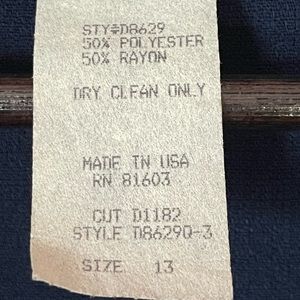 STY#D8629
50% POLYESTER
50% RAYON
DRY CLEAN ONLY
MADE IN USA
RN 81603
CUT D1182
STYLE D8629Q-3
SIZE 13